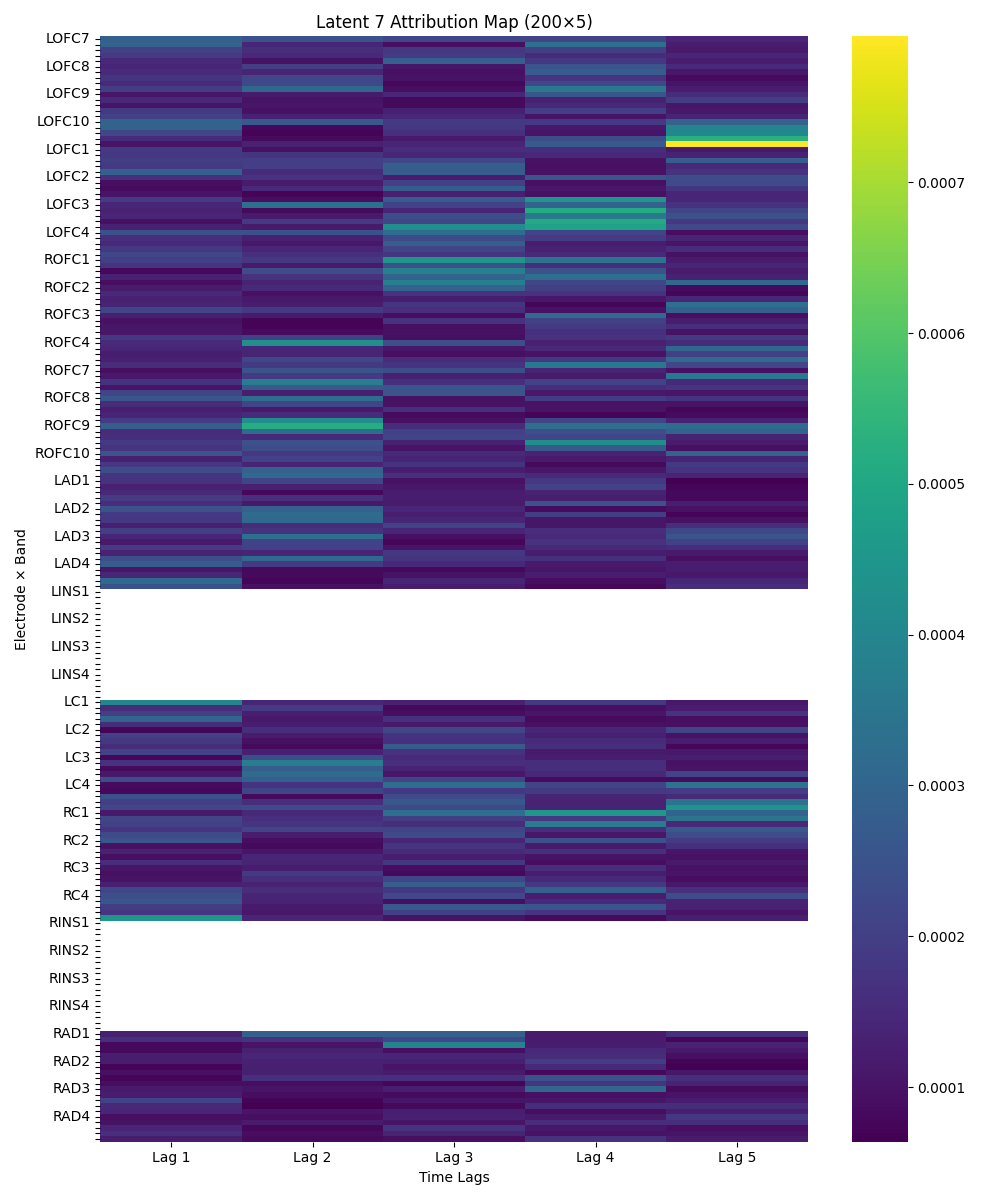 Latent 7 Attribution Map (200×5)
LOFC7
LOFC8
LOFC9
LOFC10
LOFC1
LOFC2
LOFC3
LOFC4
ROFC1
ROFC2
ROFC3
ROFC4
ROFC7
ROFC8
ROFC9
ROFC10
LAD1
LAD2
LAD3
LAD4
LINS1
LINS2
LINS3
LINS4
LC1
LC2
LC3
LC4
RC1
RC2
RC3
RC4
RINS1
RINS2
RINS3
RINS4
RAD1
RAD2
RAD3
RAD4
Electrode × Band
Lag 1 Lag 2 Lag 3 Lag 4 Lag 5
Time Lags
0.0007
0.0006
0.0005
0.0004
0.0003
0.0002
0.0001